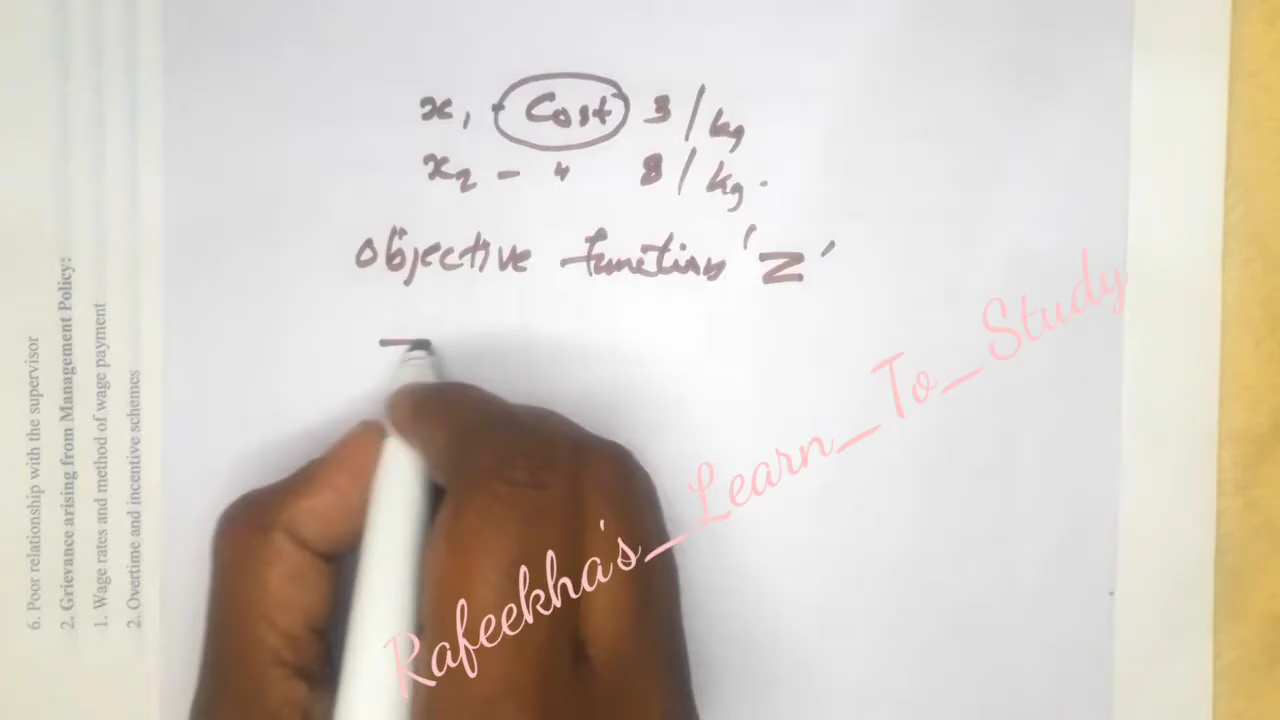 x₁ - Cost 3/kg
x₂ - " 8/kg.
Objective function 'Z'
Rafeekha's_Learn_To_Study
6. Poor relationship with the supervisor
2. Grievance arising from Management Policy:
1. Wage rates and method of wage payment
2. Overtime and incentive schemes